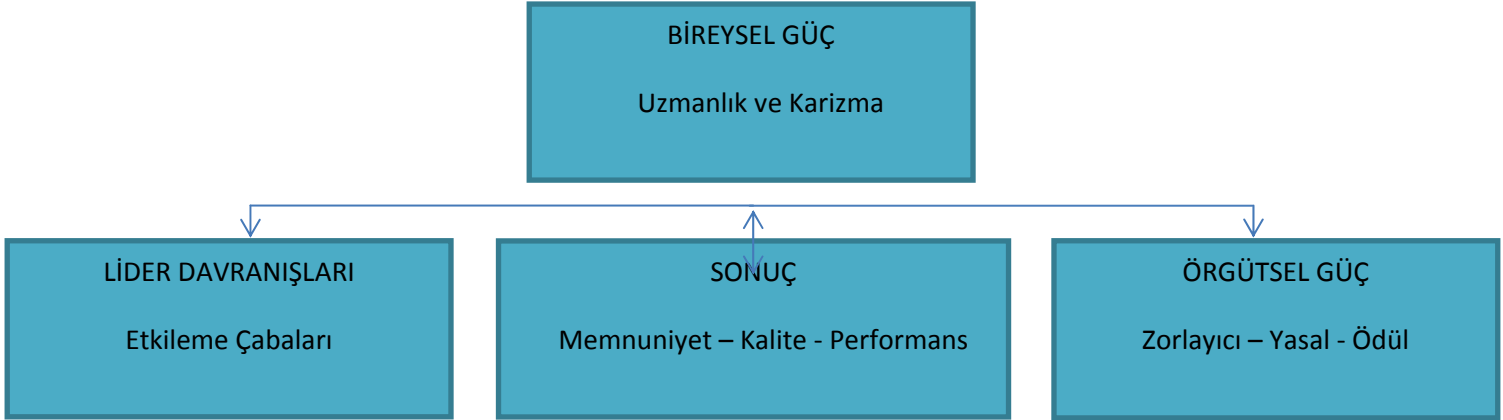 BİREYSEL GÜÇ
Uzmanlık ve Karizma
LİDER DAVRANIŞLARI
Etkileme Çabaları
SONUÇ
Memnuniyet – Kalite - Performans
ÖRGÜTSEL GÜÇ
Zorlayıcı – Yasal - Ödül